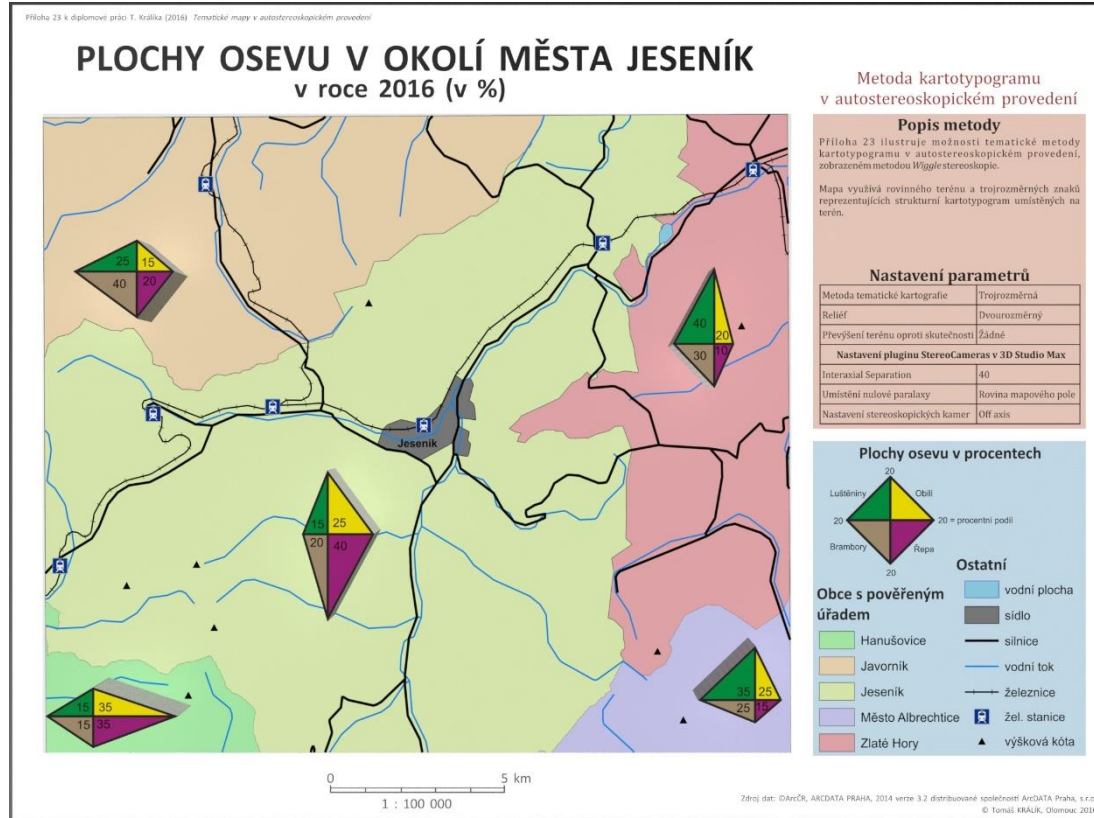 Příloha 23 k diplomové práci T. Králíka (2016) Tematické mapy v autostereoskopickém provedení
PLOCHY OSEVU V OKOLÍ MĚSTA JESENÍK
v roce 2016 (v %)
25 15
40 20
40
20
30 10
Jeseník
15 25
20 40
15 35
15 35
35 25
25 15
0 5 km
1 : 100 000
Metoda kartotypogramu
v autostereoskopickém provedení
Popis metody
Příloha 23 ilustruje možnosti tematické metody
kartotypogramu v autostereoskopickém provedení,
zobrazeném metodou Wiggle stereoskopie.
Mapa využívá rovinného terénu a trojrozměrných znaků
reprezentujících strukturní kartotypogram umístěných na
terén.
Nastavení parametrů
Metoda tematické kartografie Trojrozměrná
Reliéf Dvourozměrný
Převýšení terénu oproti skutečnosti Žádné
Nastavení pluginu StereoCameras v 3D Studio Max
Interaxial Separation 40
Umístění nulové paralaxy Rovina mapového pole
Nastavení stereoskopických kamer Off axis
Plochy osevu v procentech
20
Luštěniny Obilí
20 20 = procentní podíl
Brambory Řepa
20
Obce s pověřeným
úřadem
Hanušovice
Javorník
Jeseník
Město Albrechtice
Zlaté Hory
Ostatní
vodní plocha
sídlo
silnice
vodní tok
železnice
žel. stanice
výšková kóta
Zdroj dat: ©ArcČR, ARCDATA PRAHA, 2014 verze 3.2 distribuované společností ArcDATA Praha, s.r.o
© Tomáš KRÁLÍK, Olomouc 2016